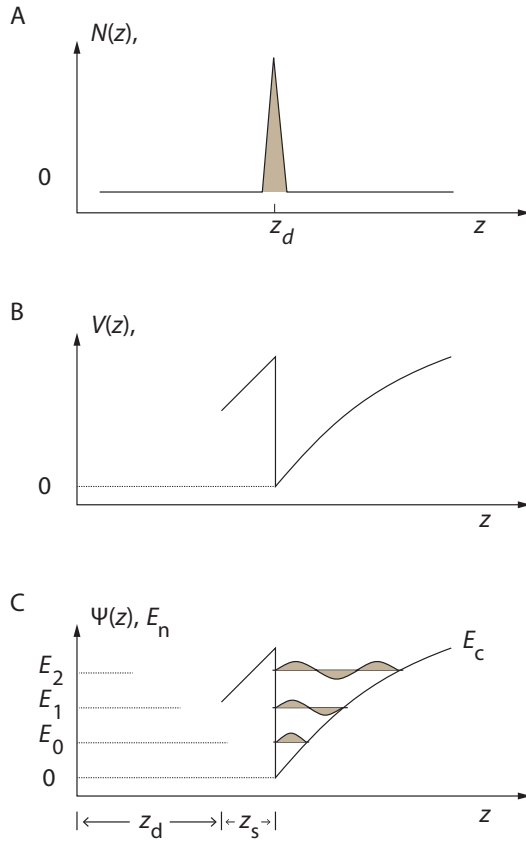 A
N(z),
0
z_d
z
B
V(z),
0
z
C
Ψ(z), E_n
E_c
E_2
E_1
E_0
0
z
z_d
z_s